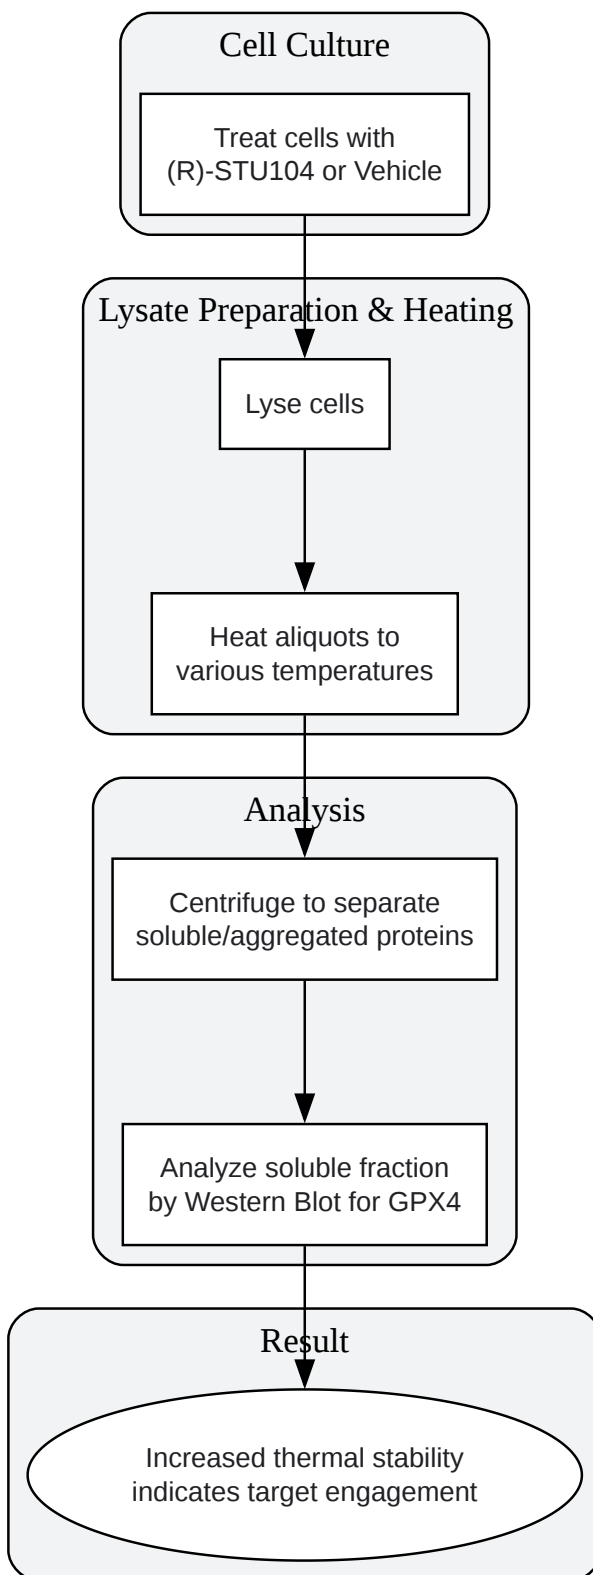 Cell Culture
Treat cells with
(R)-STU104 or Vehicle
Lysate Preparation & Heating
Lyse cells
Heat aliquots to
various temperatures
Analysis
Centrifuge to separate
soluble/aggregated proteins
Analyze soluble fraction
by Western Blot for GPX4
Result
Increased thermal stability
indicates target engagement